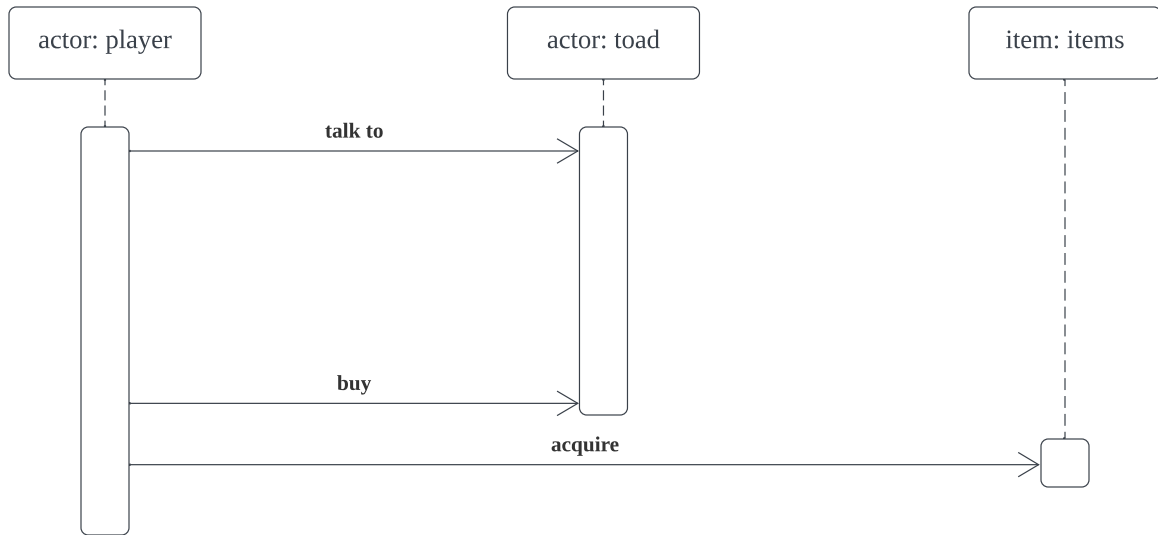 actor: player
actor: toad
item: items
talk to
buy
acquire